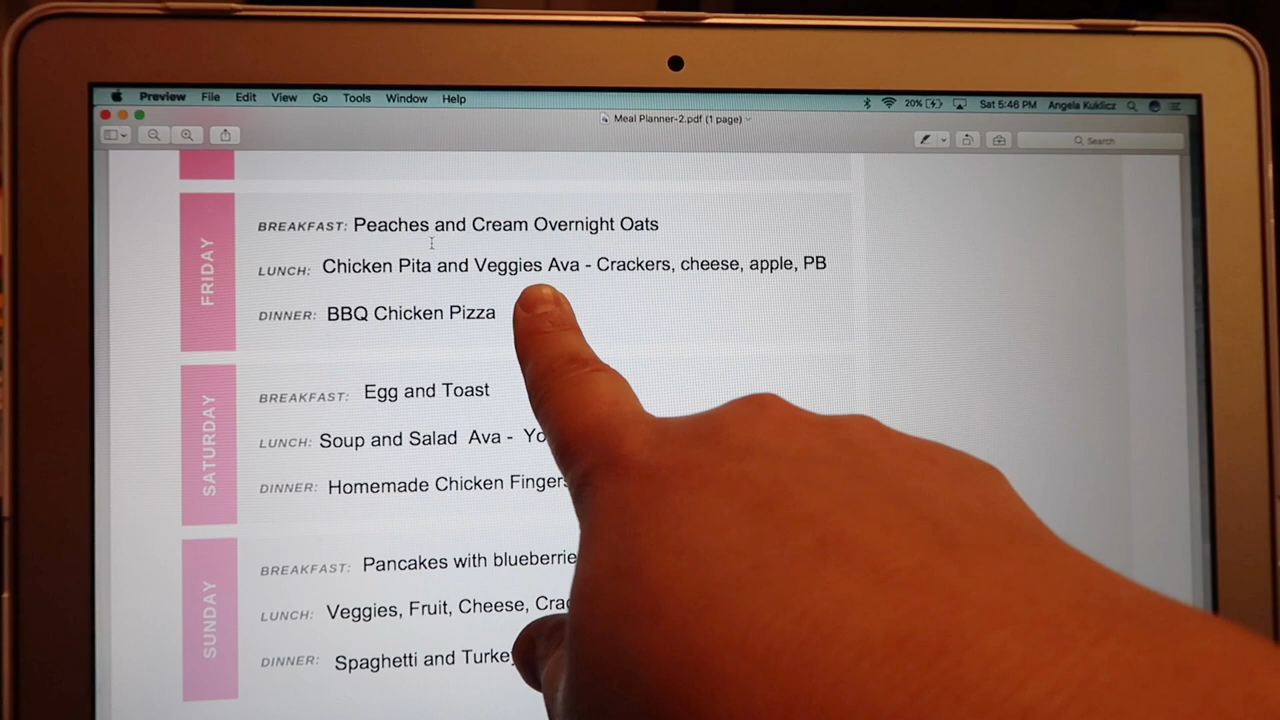 Preview File Edit View Go Tools Window Help 20% Sat 5:46 PM Angela Kuklicz
Meal Planner-2.pdf (1 page)
Search
FRIDAY
BREAKFAST: Peaches and Cream Overnight Oats
LUNCH: Chicken Pita and Veggies Ava - Crackers, cheese, apple, PB
DINNER: BBQ Chicken Pizza
SATURDAY
BREAKFAST: Egg and Toast
LUNCH: Soup and Salad Ava - Yo
DINNER: Homemade Chicken Fingers
SUNDAY
BREAKFAST: Pancakes with blueberrie
LUNCH: Veggies, Fruit, Cheese, Crac
DINNER: Spaghetti and Turkey